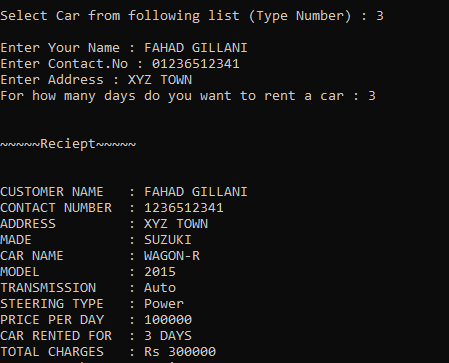 Select Car from following list (Type Number) : 3
Enter Your Name : FAHAD GILLANI
Enter Contact.No : 01236512341
Enter Address : XYZ TOWN
For how many days do you want to rent a car : 3
~~~~~Reciept~~~~~
CUSTOMER NAME : FAHAD GILLANI
CONTACT NUMBER : 1236512341
ADDRESS : XYZ TOWN
MADE : SUZUKI
CAR NAME : WAGON-R
MODEL : 2015
TRANSMISSION : Auto
STEERING TYPE : Power
PRICE PER DAY : 100000
CAR RENTED FOR : 3 DAYS
TOTAL CHARGES : Rs 300000